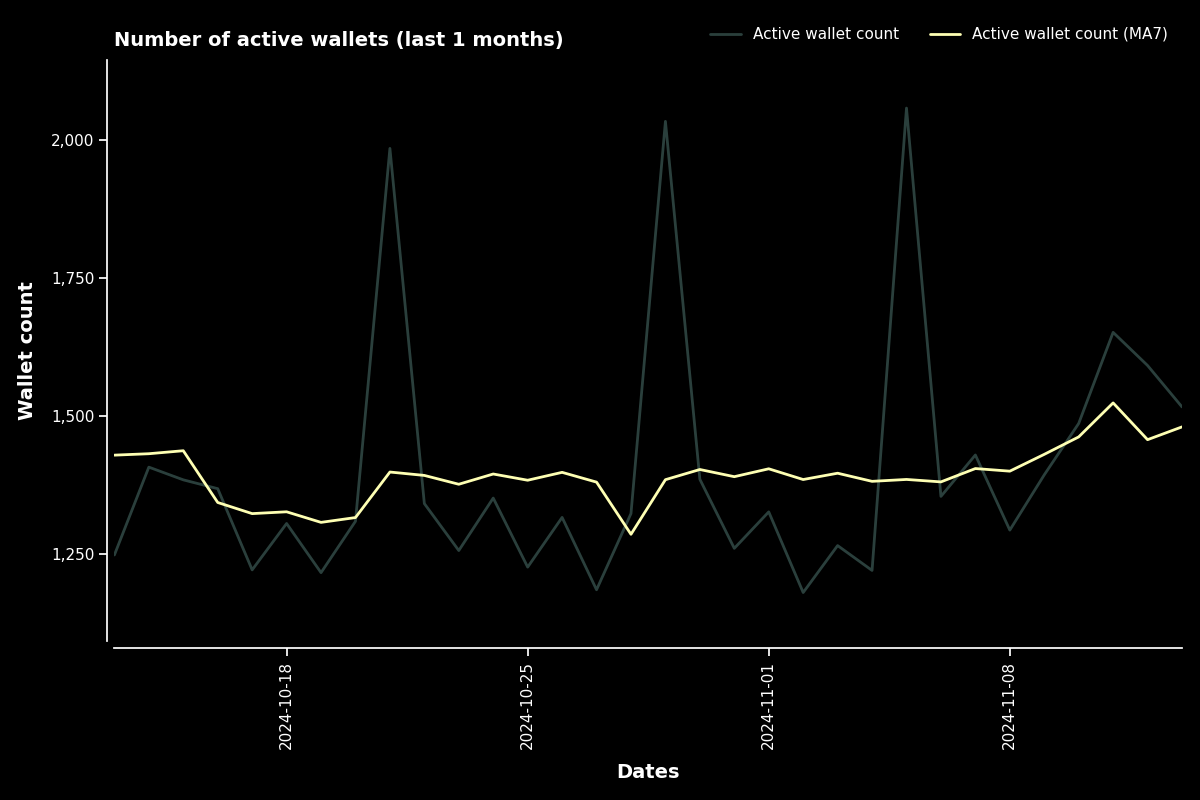 Number of active wallets (last 1 months)
Active wallet count
Active wallet count (MA7)
Wallet count
2,000
1,750
1,500
1,250
2024-10-18
2024-10-25
2024-11-01
2024-11-08
Dates